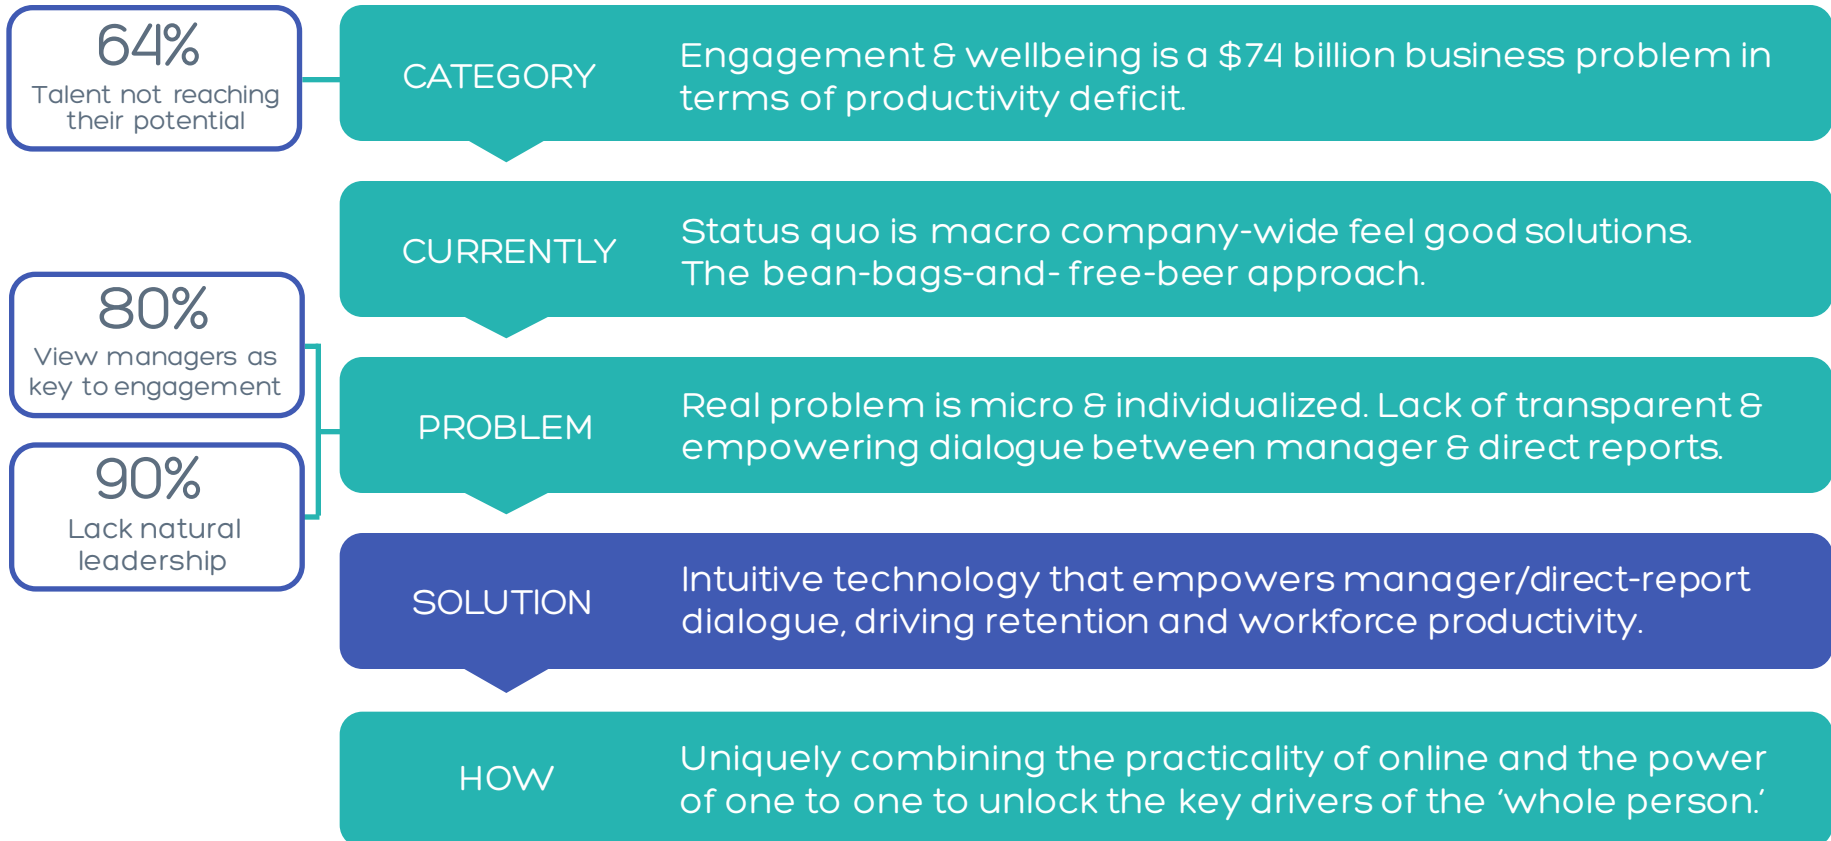 64%
Talent not reaching
their potential
CATEGORY
Engagement & wellbeing is a $74 billion business problem in
terms of productivity deficit.
CURRENTLY
Status quo is macro company-wide feel good solutions.
The bean-bags-and- free-beer approach.
80%
View managers as
key to engagement
90%
Lack natural
leadership
PROBLEM
Real problem is micro & individualized. Lack of transparent &
empowering dialogue between manager & direct reports.
SOLUTION
Intuitive technology that empowers manager/direct-report
dialogue, driving retention and workforce productivity.
HOW
Uniquely combining the practicality of online and the power
of one to one to unlock the key drivers of the ‘whole person.’